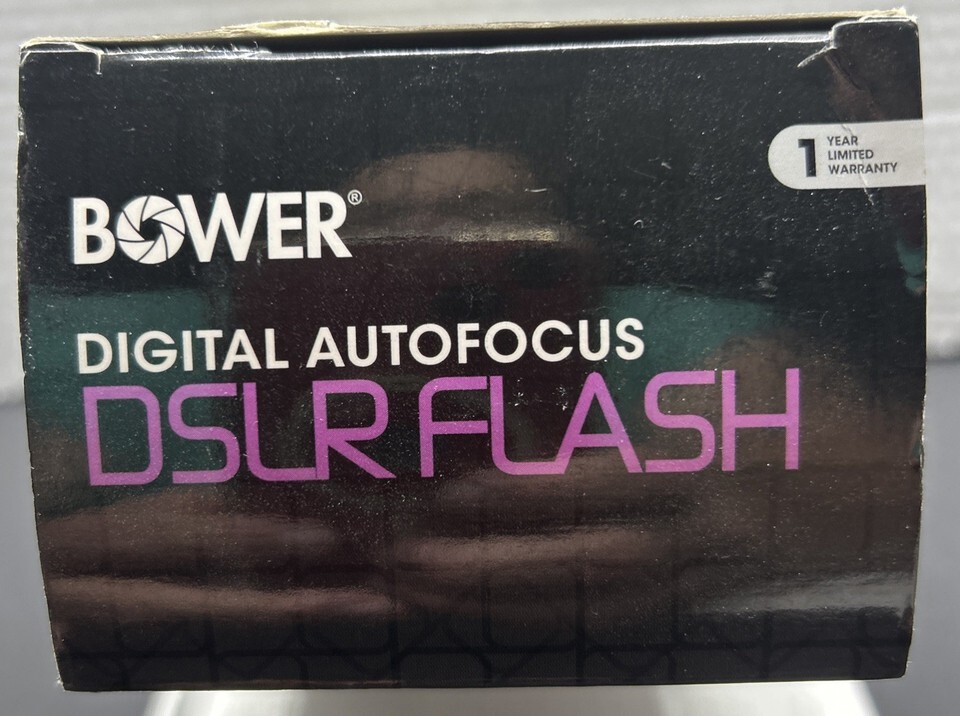 1 YEAR
LIMITED
WARRANTY
BOWER®
DIGITAL AUTOFOCUS
DSLR FLASH